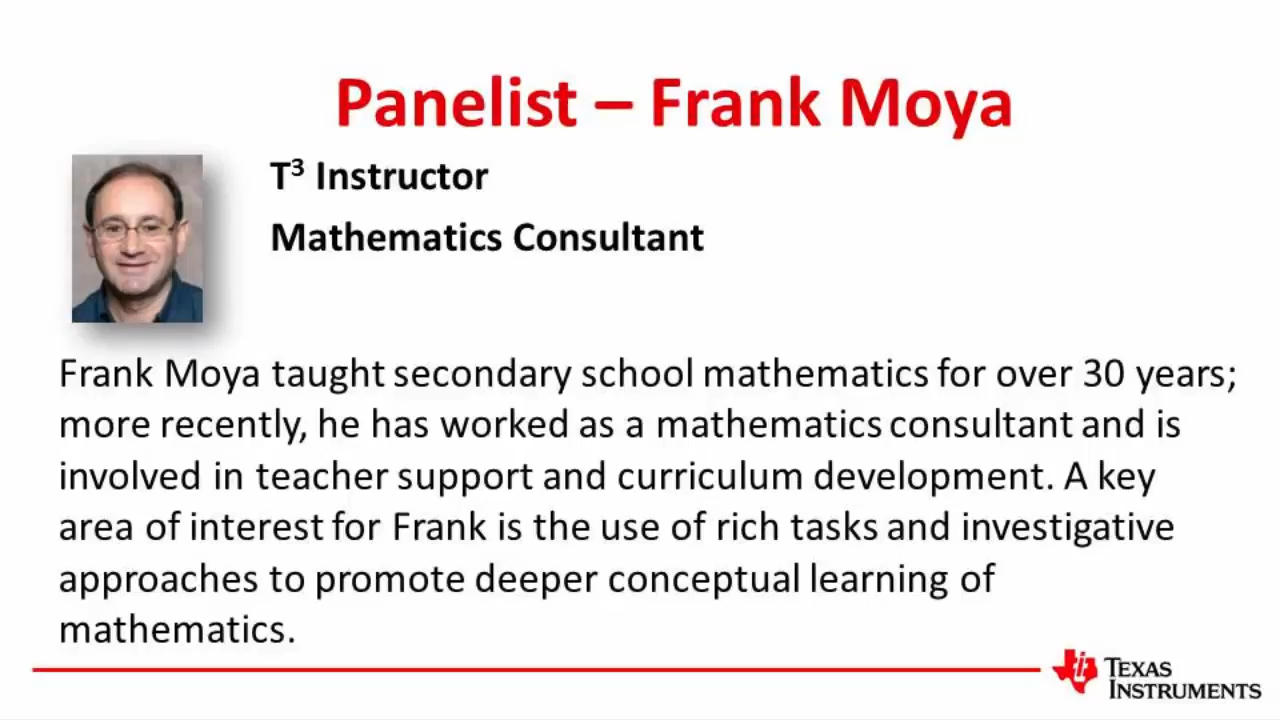 Panelist – Frank Moya
T³ Instructor
Mathematics Consultant
Frank Moya taught secondary school mathematics for over 30 years;
more recently, he has worked as a mathematics consultant and is
involved in teacher support and curriculum development. A key
area of interest for Frank is the use of rich tasks and investigative
approaches to promote deeper conceptual learning of
mathematics.
TEXAS
INSTRUMENTS